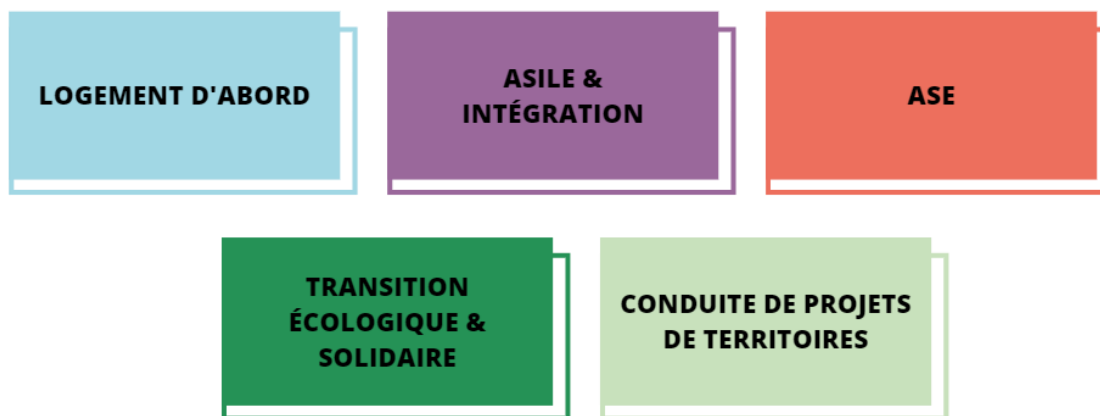 LOGEMENT D'ABORD
ASILE &
INTÉGRATION
ASE
TRANSITION
ÉCOLOGIQUE &
SOLIDAIRE
CONDUITE DE PROJETS
DE TERRITOIRES